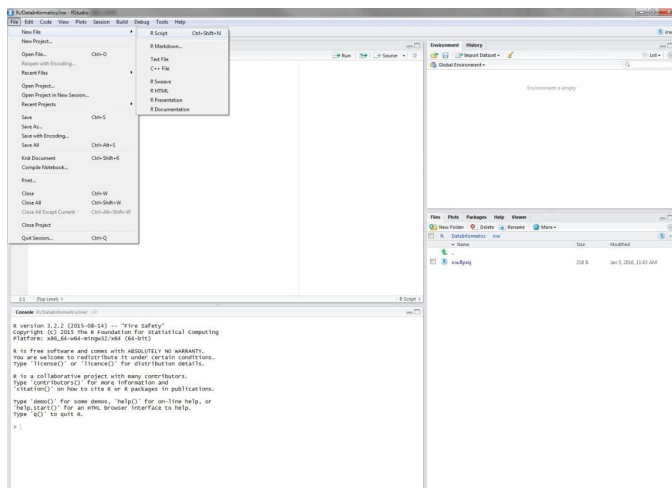 R:/DataInformatics/irw - RStudio
File Edit Code View Plots Session Build Debug Tools Help
New File
New Project...
Open File... Ctrl+O
Reopen with Encoding...
Recent Files
Open Project...
Open Project in New Session...
Recent Projects
Save Ctrl+S
Save As...
Save with Encoding...
Save All Ctrl+Alt+S
Knit Document Ctrl+Shift+K
Compile Notebook...
Print...
Close Ctrl+W
Close All Ctrl+Shift+W
Close All Except Current Ctrl+Alt+Shift+W
Close Project
Quit Session... Ctrl+Q
R Script Ctrl+Shift+N
R Markdown...
Text File
C++ File
R Sweave
R HTML
R Presentation
R Documentation
Run Source
1:1 (Top Level) R Script
Console R:/DataInformatics/irw/
R version 3.2.2 (2015-08-14) -- "Fire Safety"
Copyright (C) 2015 The R Foundation for Statistical Computing
Platform: x86_64-w64-mingw32/x64 (64-bit)
R is free software and comes with ABSOLUTELY NO WARRANTY.
You are welcome to redistribute it under certain conditions.
Type 'license()' or 'licence()' for distribution details.
R is a collaborative project with many contributors.
Type 'contributors()' for more information and
'citation()' on how to cite R or R packages in publications.
Type 'demo()' for some demos, 'help()' for on-line help, or
'help.start()' for an HTML browser interface to help.
Type 'q()' to quit R.
>
Environment History
Import Dataset List
Global Environment
Environment is empty
Files Plots Packages Help Viewer
New Folder Delete Rename More
R: DataInformatics irw
Name Size Modified
..
irw.Rproj 218 B Jan 5, 2016, 11:43 AM